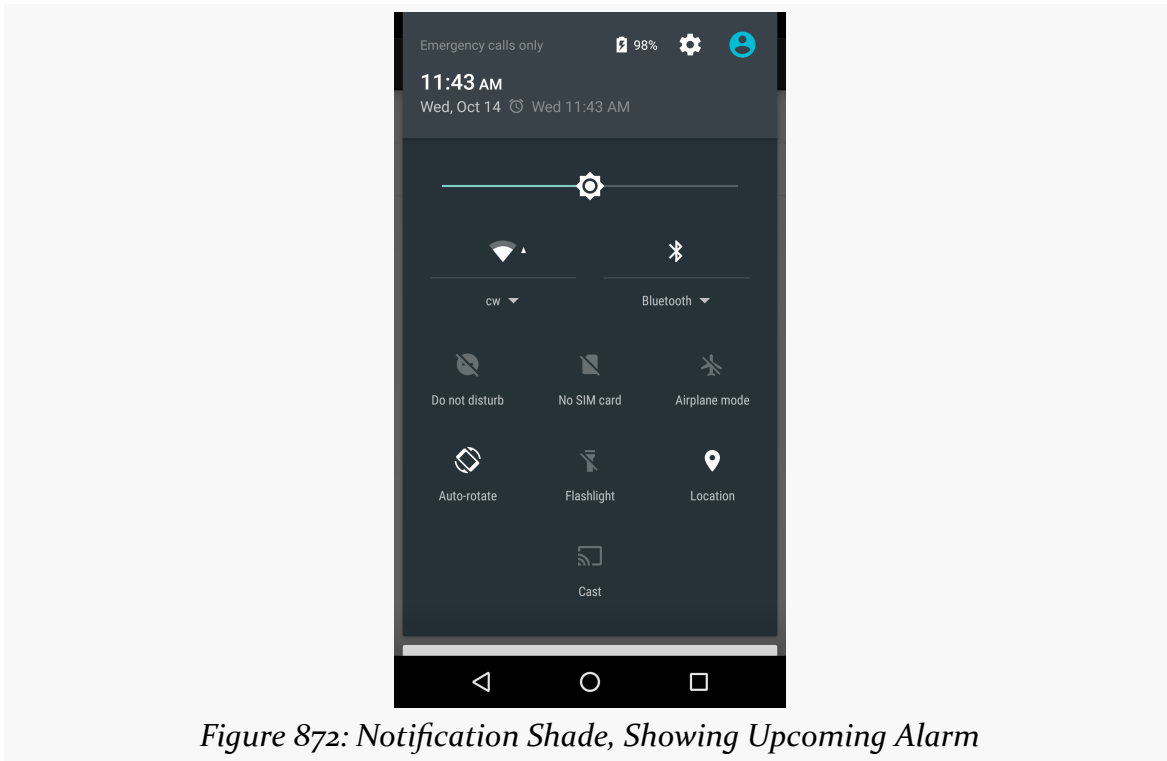 Emergency calls only 98%
11:43 AM
Wed, Oct 14 Wed 11:43 AM
cw Bluetooth
Do not disturb No SIM card Airplane mode
Auto-rotate Flashlight Location
Cast
Figure 872: Notification Shade, Showing Upcoming Alarm